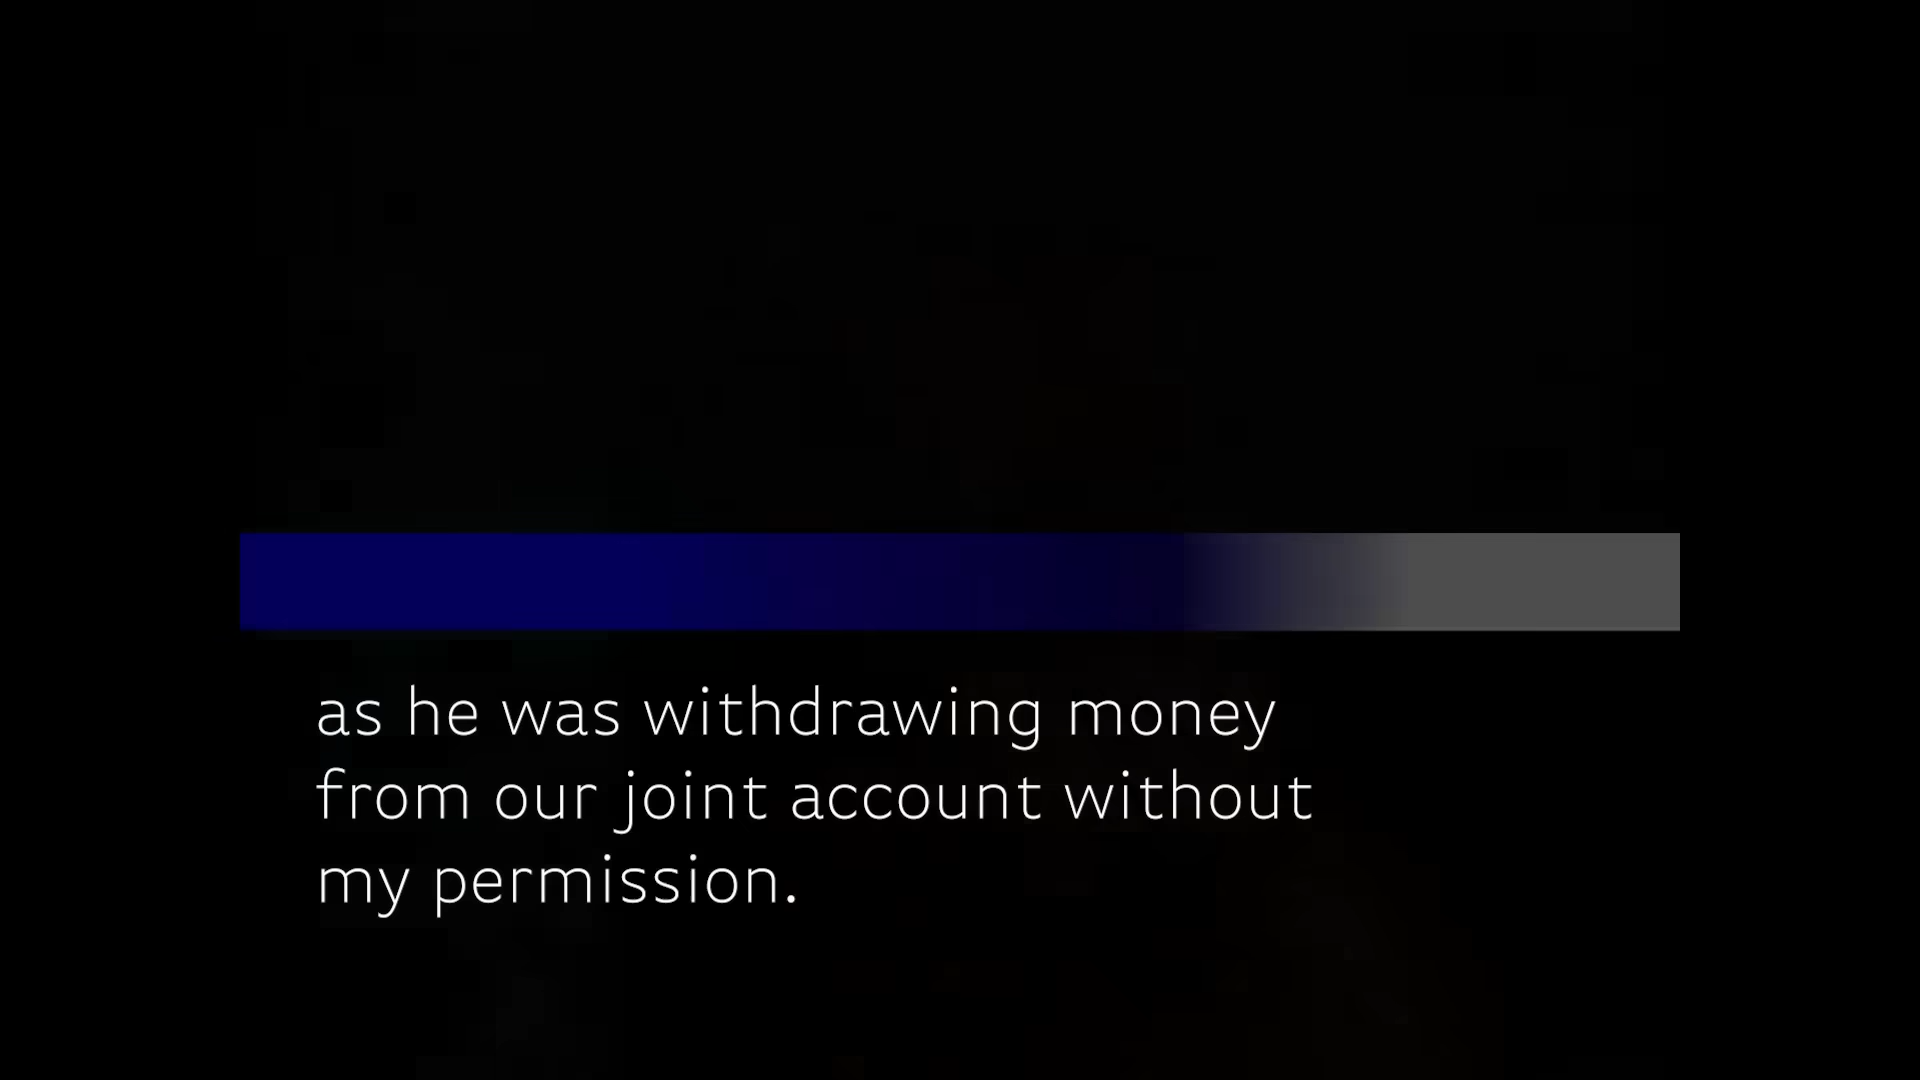 as he was withdrawing money
from our joint account without
my permission.